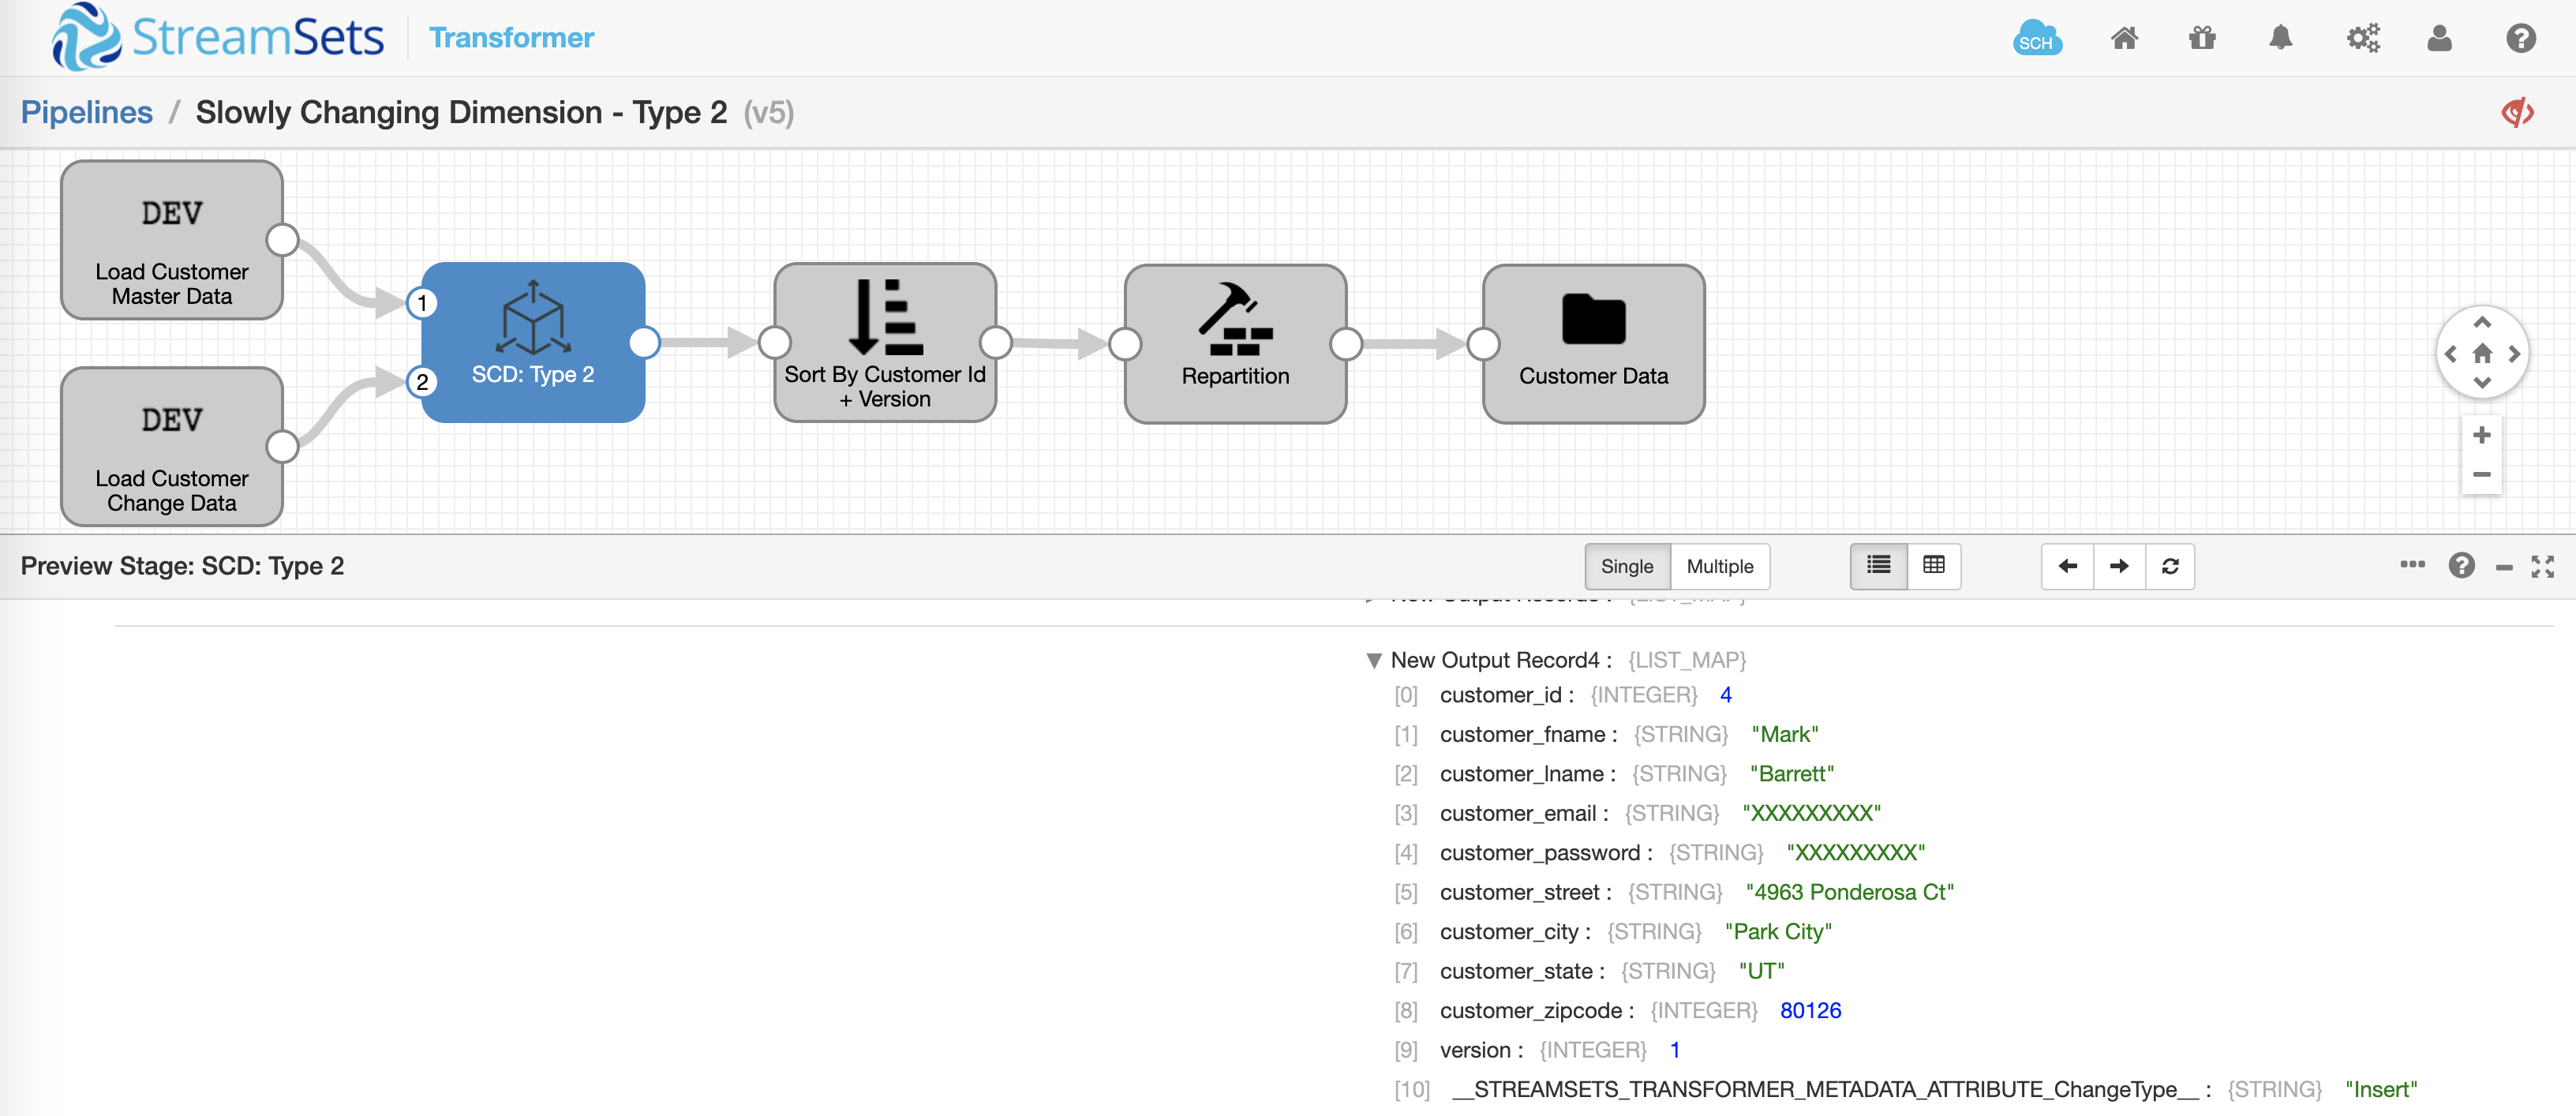 StreamSets Transformer SCH
Pipelines / Slowly Changing Dimension - Type 2 (v5)
DEV
Load Customer
Master Data
DEV
Load Customer
Change Data
1
2
SCD: Type 2
Sort By Customer Id
+ Version
Repartition
Customer Data
Preview Stage: SCD: Type 2 Single Multiple
New Output Record4 : {LIST_MAP}
[0] customer_id : {INTEGER} 4
[1] customer_fname : {STRING} "Mark"
[2] customer_lname : {STRING} "Barrett"
[3] customer_email : {STRING} "XXXXXXXXX"
[4] customer_password : {STRING} "XXXXXXXXX"
[5] customer_street : {STRING} "4963 Ponderosa Ct"
[6] customer_city : {STRING} "Park City"
[7] customer_state : {STRING} "UT"
[8] customer_zipcode : {INTEGER} 80126
[9] version : {INTEGER} 1
[10] __STREAMSETS_TRANSFORMER_METADATA_ATTRIBUTE_ChangeType__ : {STRING} "Insert"